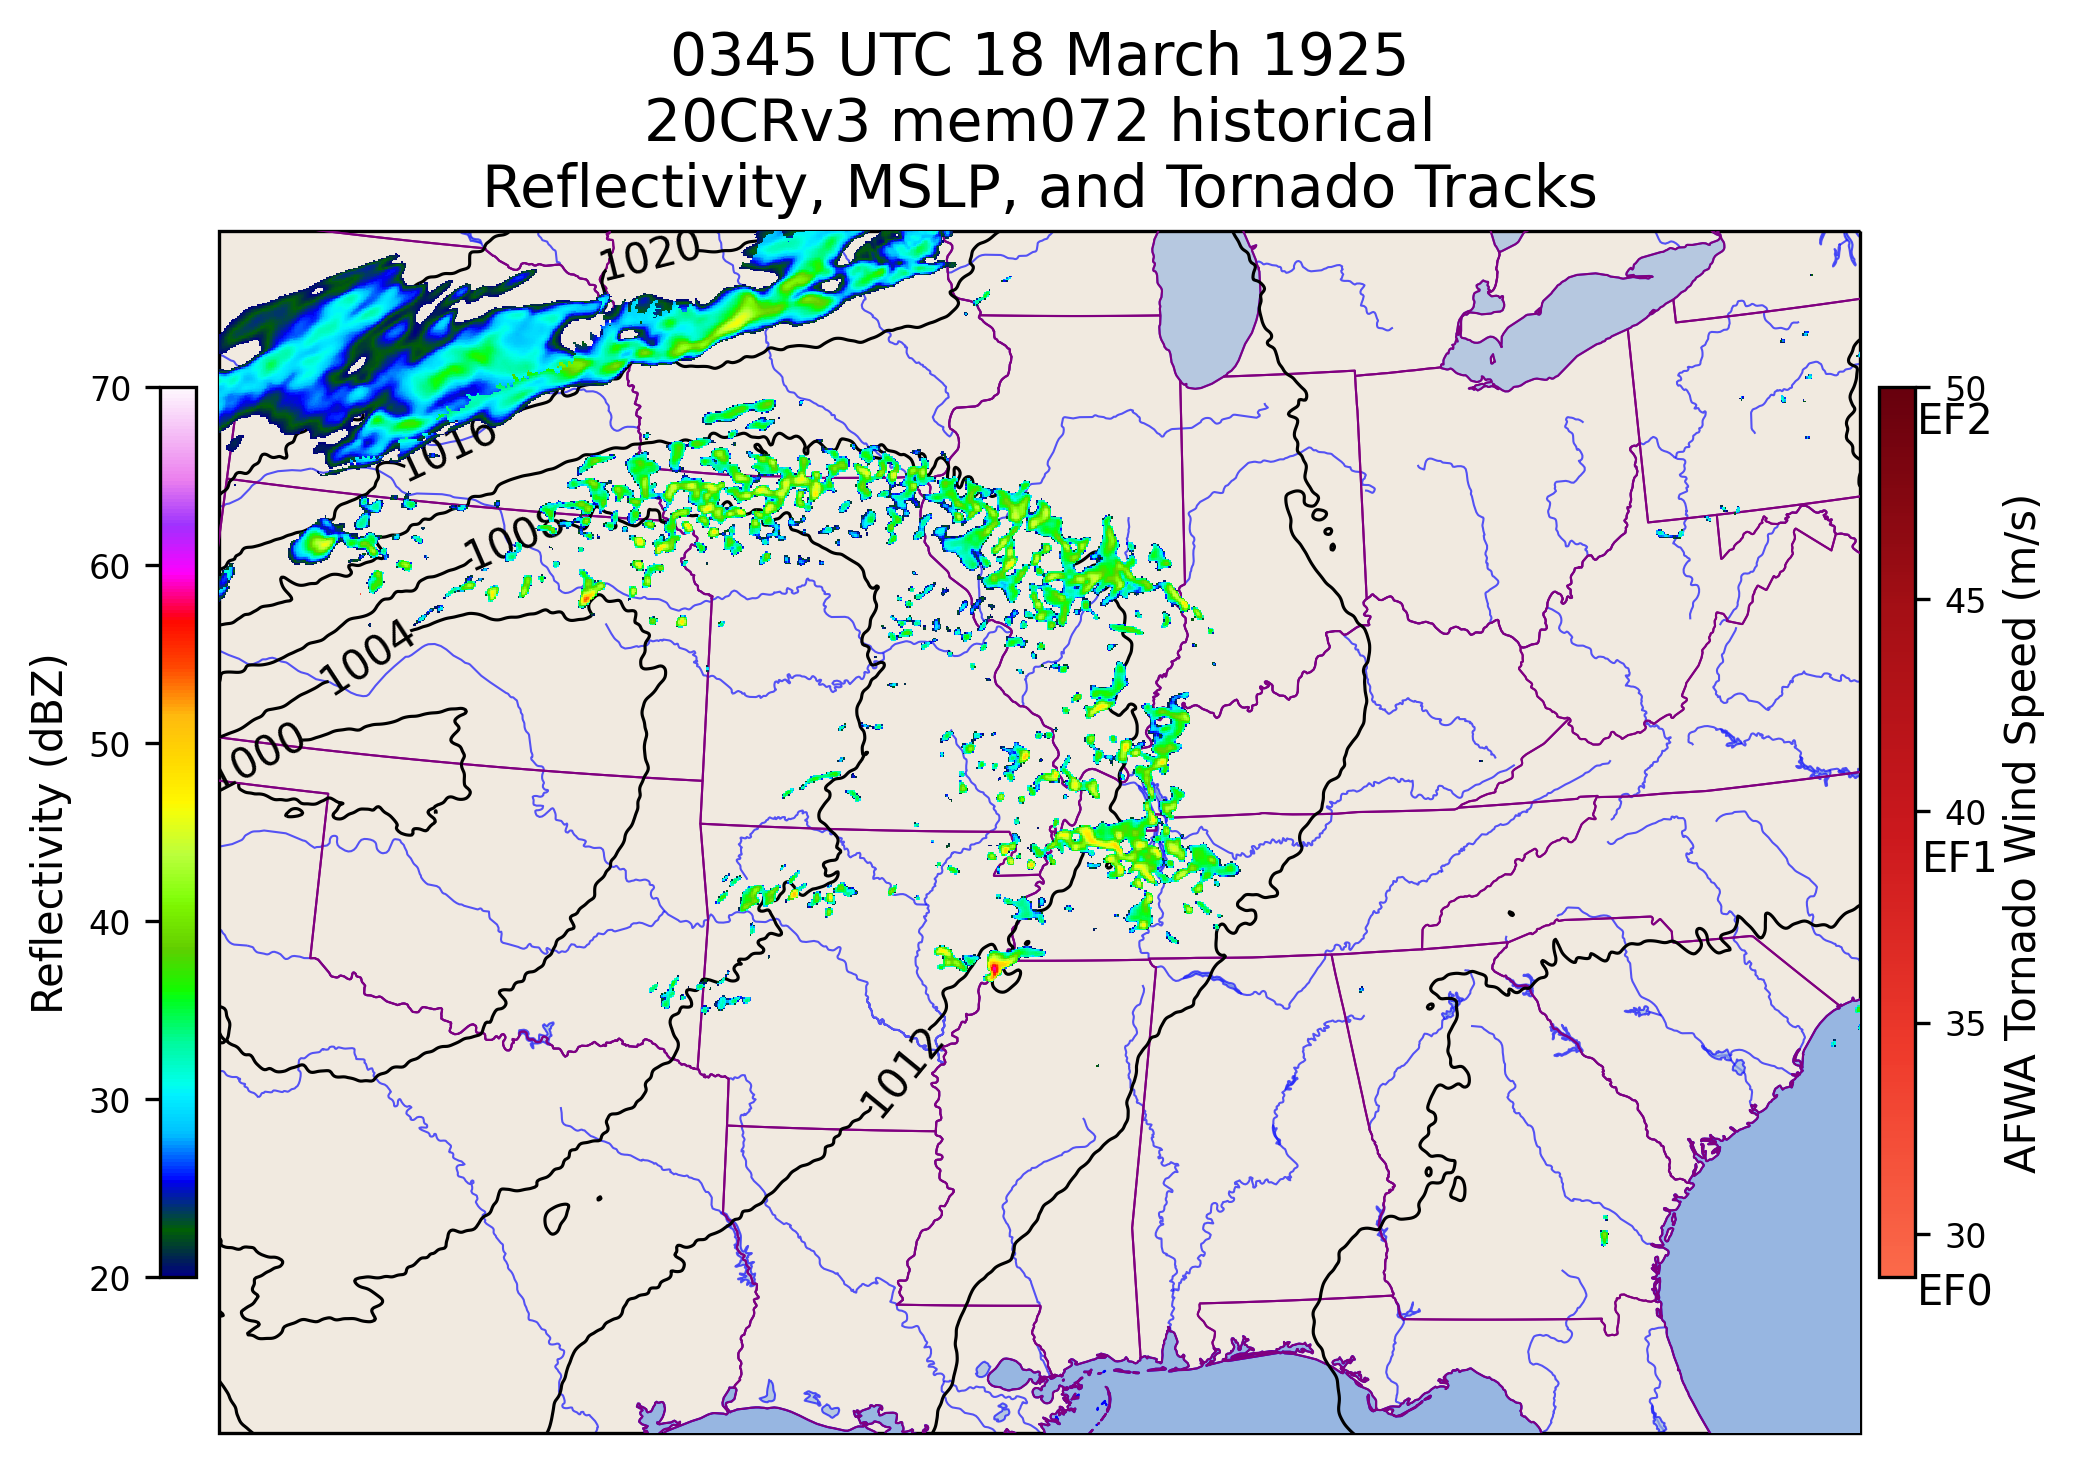 0345 UTC 18 March 1925
20CRv3 mem072 historical
Reflectivity, MSLP, and Tornado Tracks
1020
1016
1008
1004
1000
1012
70
60
50
40
30
20
Reflectivity (dBZ)
50
EF2
45
40
EF1
35
30
EF0
AFWA Tornado Wind Speed (m/s)